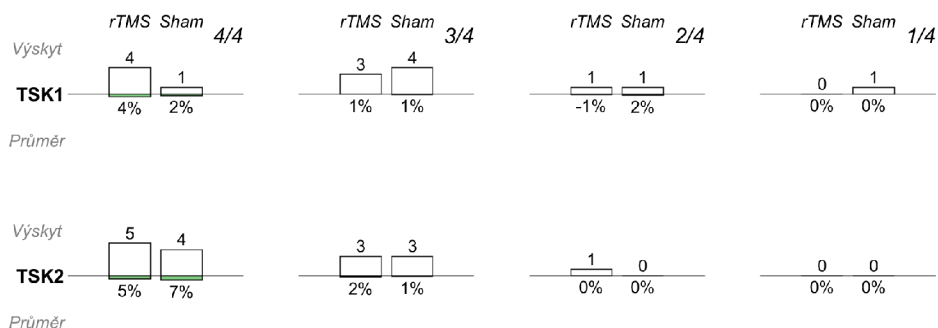 rTMS Sham 4/4 rTMS Sham 3/4 rTMS Sham 2/4 rTMS Sham 1/4
Výskyt
4 1 3 4 1 1 0 1
TSK1
4% 2% 1% 1% -1% 2% 0% 0%
Průměr
Výskyt
5 4 3 3 1 0 0 0
TSK2
5% 7% 2% 1% 0% 0% 0% 0%
Průměr